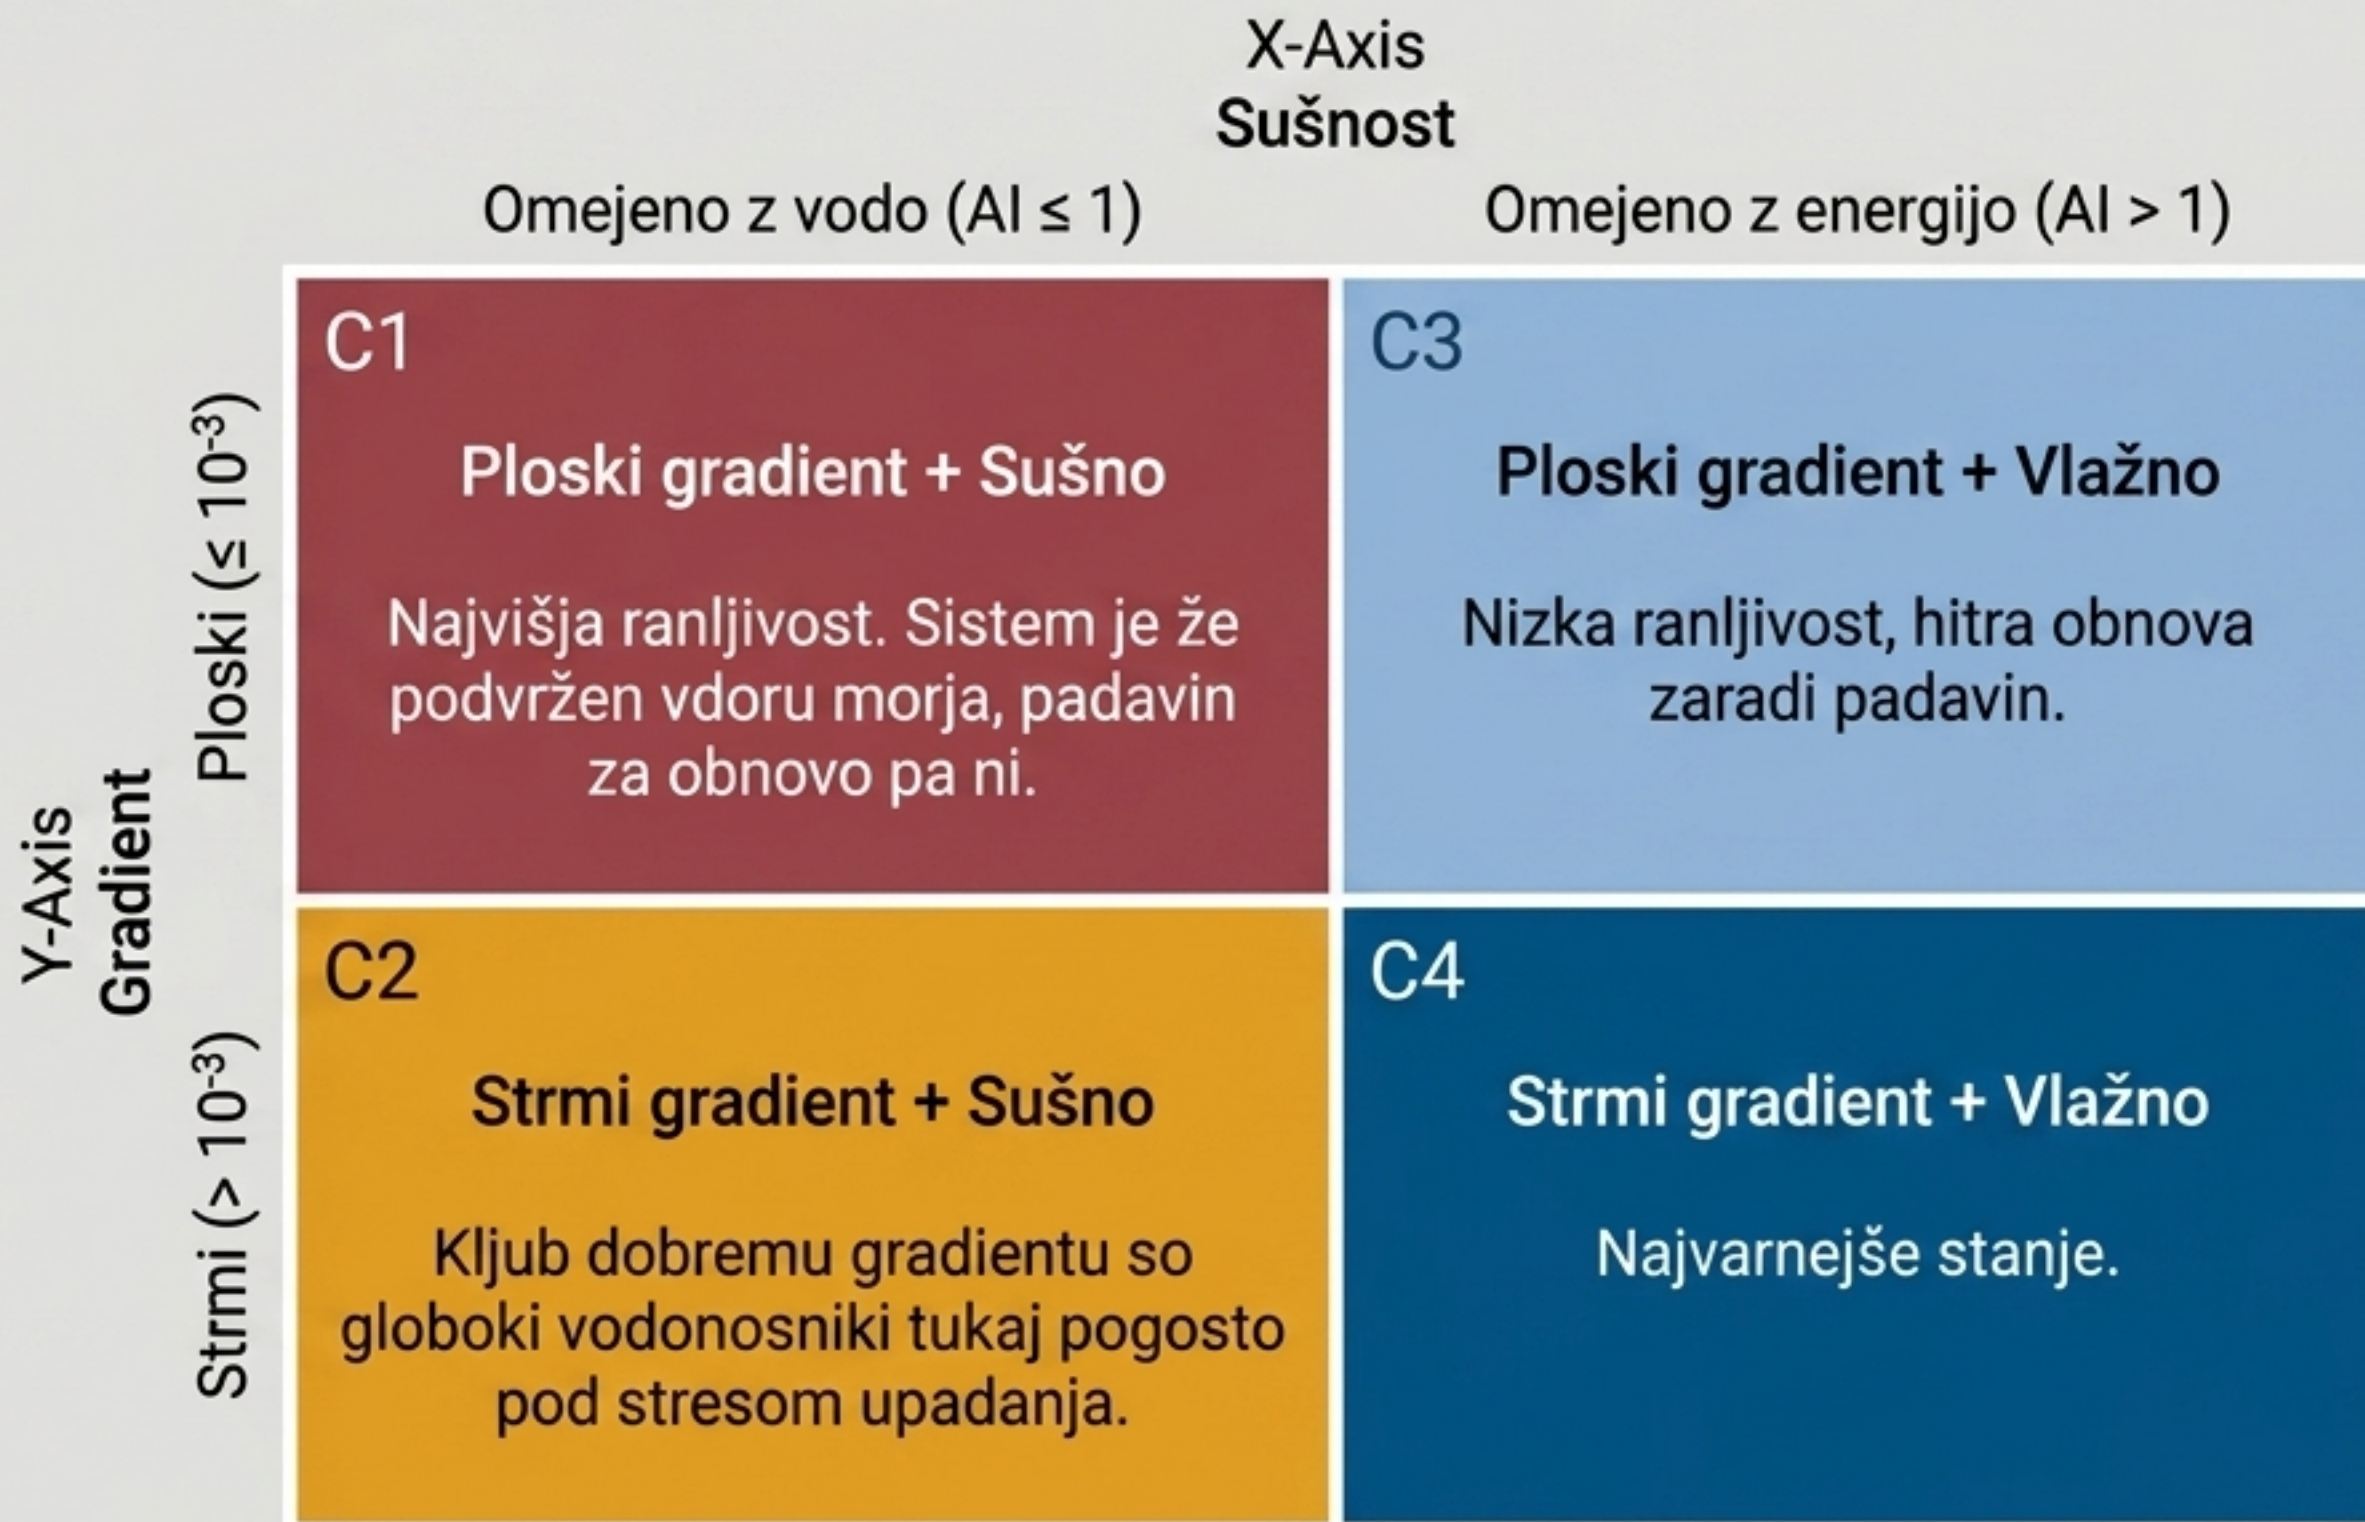 X-Axis
Sušnost
Omejeno z vodo (AI ≤ 1)
Omejeno z energijo (AI > 1)
Y-Axis
Gradient
Ploski (≤ 10⁻³)
Strmi (> 10⁻³)
C1
Ploski gradient + Sušno
Najvišja ranljivost. Sistem je že
podvržen vdoru morja, padavin
za obnovo pa ni.
C3
Ploski gradient + Vlažno
Nizka ranljivost, hitra obnova
zaradi padavin.
C2
Strmi gradient + Sušno
Kljub dobremu gradientu so
globoki vodonosniki tukaj pogosto
pod stresom upadanja.
C4
Strmi gradient + Vlažno
Najvarnejše stanje.